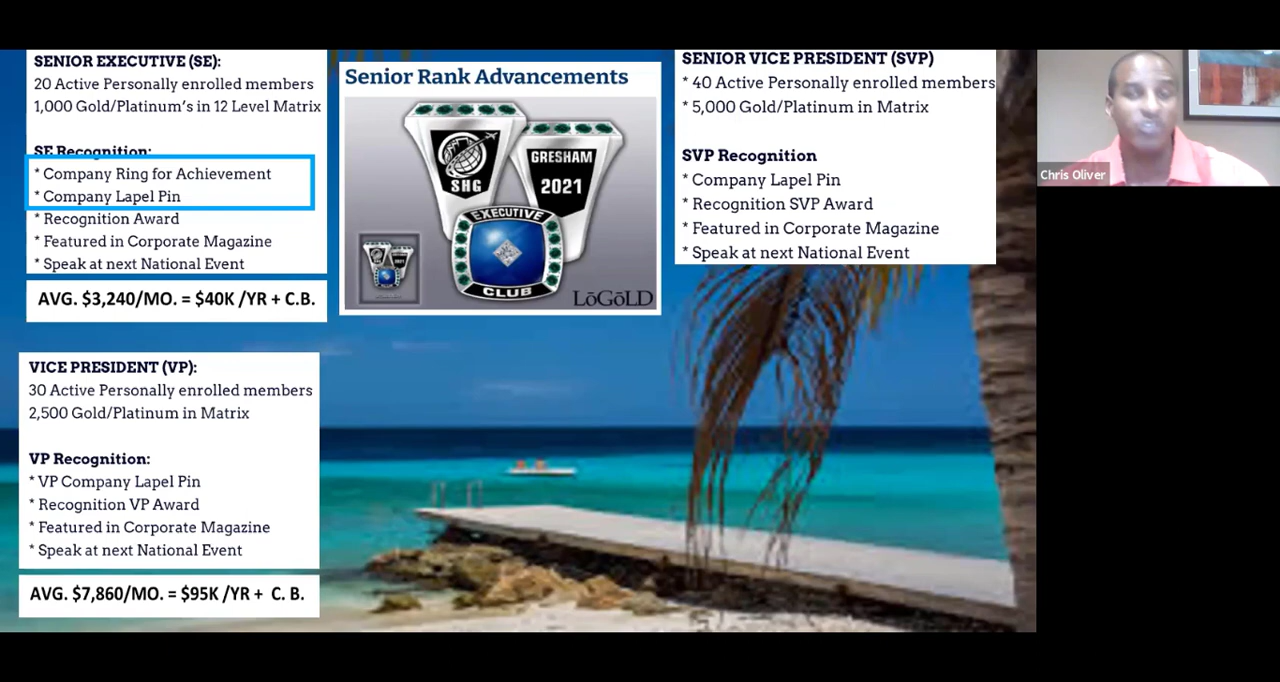 SENIOR EXECUTIVE (SE):
20 Active Personally enrolled members
1,000 Gold/Platinum's in 12 Level Matrix
SE Recognition:
* Company Ring for Achievement
* Company Lapel Pin
* Recognition Award
* Featured in Corporate Magazine
* Speak at next National Event
AVG. $3,240/MO. = $40K /YR + C.B.
VICE PRESIDENT (VP):
30 Active Personally enrolled members
2,500 Gold/Platinum in Matrix
VP Recognition:
* VP Company Lapel Pin
* Recognition VP Award
* Featured in Corporate Magazine
* Speak at next National Event
AVG. $7,860/MO. = $95K /YR + C. B.
Senior Rank Advancements
SHG
GRESHAM
2021
EXECUTIVE
CLUB
LōGōLD
SENIOR VICE PRESIDENT (SVP)
* 40 Active Personally enrolled members
* 5,000 Gold/Platinum in Matrix
SVP Recognition
* Company Lapel Pin
* Recognition SVP Award
* Featured in Corporate Magazine
* Speak at next National Event
Chris Oliver